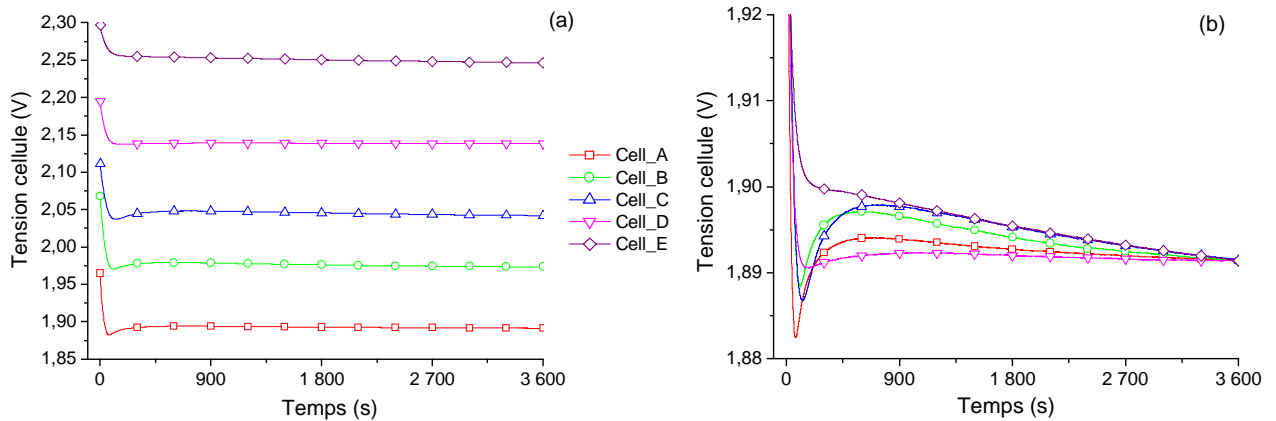 (a)
Tension cellule (V)
2,30
2,25
2,20
2,15
2,10
2,05
2,00
1,95
1,90
1,85
0
900
1 800
2 700
3 600
Temps (s)
Cell_A
Cell_B
Cell_C
Cell_D
Cell_E
(b)
Tension cellule (V)
1,92
1,91
1,90
1,89
1,88
0
900
1 800
2 700
3 600
Temps (s)